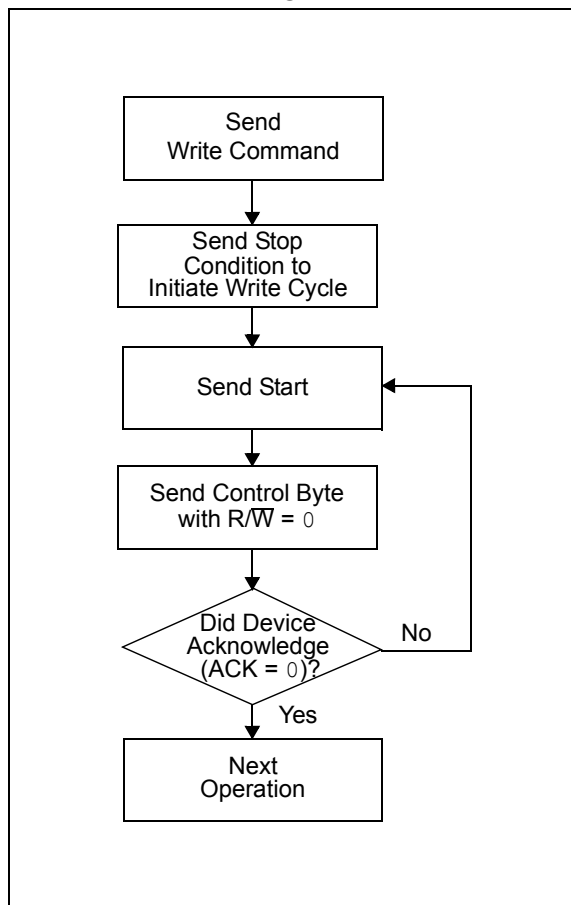 Send
Write Command
Send Stop
Condition to
Initiate Write Cycle
Send Start
Send Control Byte
with R/W̅ = 0
Did Device
Acknowledge
(ACK = 0)?
No
Yes
Next
Operation